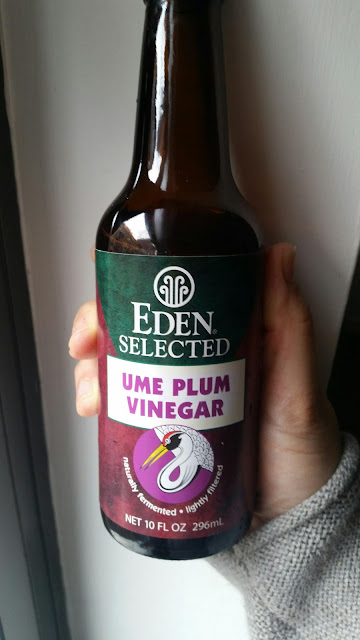 EDEN®
SELECTED
UME PLUM
VINEGAR
naturally fermented • lightly filtered
NET 10 FL OZ 296mL